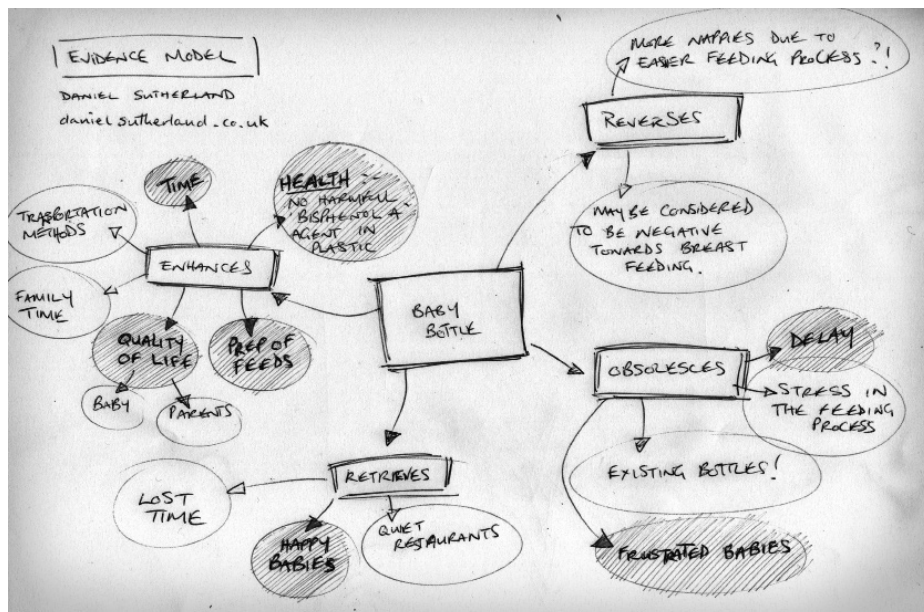 EVIDENCE MODEL
DANIEL SUTHERLAND
danielsutherland.co.uk
MORE NAPPIES DUE TO
EASIER FEEDING PROCESS?!
REVERSES
MAY BE CONSIDERED
TO BE NEGATIVE
TOWARDS BREAST
FEEDING.
TIME
HEALTH --
NO HARMFUL
BISPHENOL A
AGENT IN
PLASTIC
TRASPORTATION
METHODS
ENHANCES
FAMILY
TIME
QUALITY
OF LIFE
PREP OF
FEEDS
BABY
PARENTS
BABY
BOTTLE
OBSOLESCES
DELAY
STRESS IN
THE FEEDING
PROCESS
EXISTING BOTTLES!
FRUSTRATED BABIES
RETRIEVES
LOST
TIME
HAPPY
BABIES
QUIET
RESTAURANTS